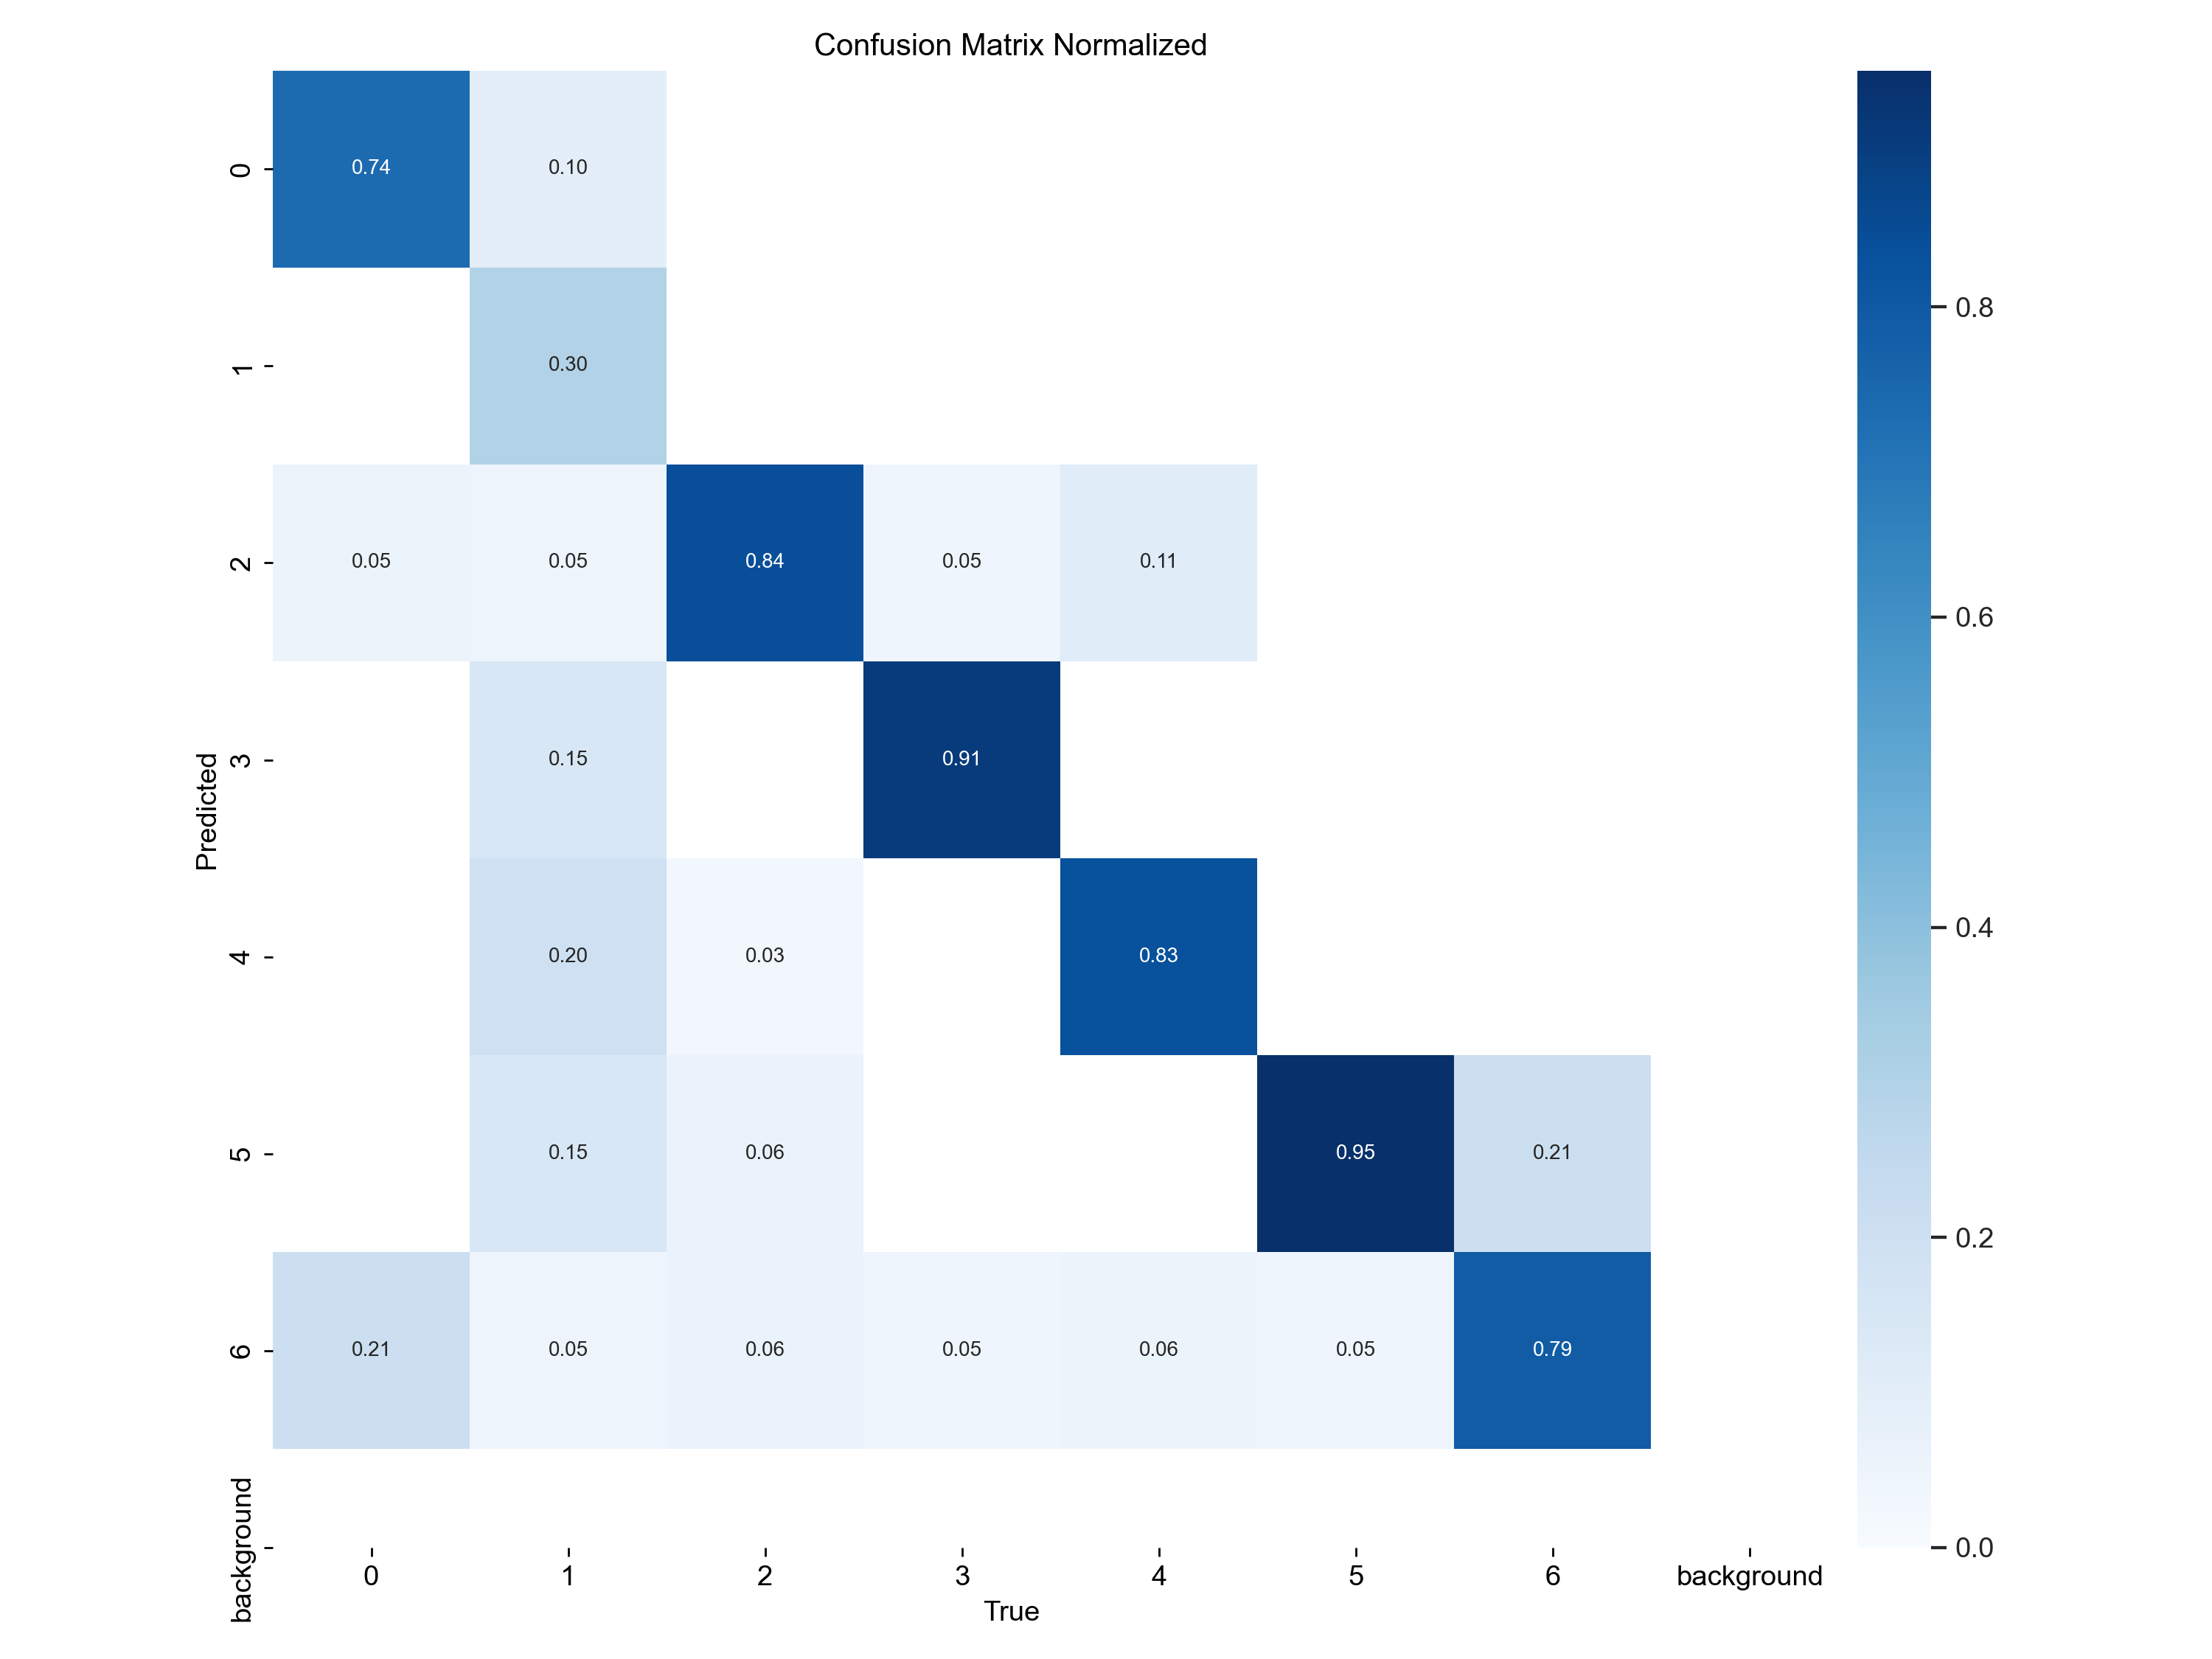 Confusion Matrix Normalized
0 0.74 0.10
1 0.30
2 0.05 0.05 0.84 0.05 0.11
3 0.15 0.91
4 0.20 0.03 0.83
5 0.15 0.06 0.95 0.21
6 0.21 0.05 0.06 0.05 0.06 0.05 0.79
background
Predicted
0 1 2 3 4 5 6 background
True
0.8
0.6
0.4
0.2
0.0